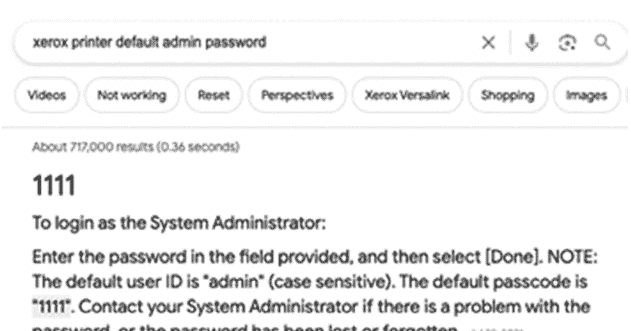 xerox printer default admin password
Videos Not working Reset Perspectives Xerox Versalink Shopping Images
About 717,000 results (0.36 seconds)
1111
To login as the System Administrator:
Enter the password in the field provided, and then select [Done]. NOTE:
The default user ID is "admin" (case sensitive). The default passcode is
"1111". Contact your System Administrator if there is a problem with the
password, or the password has been lost or forgotten.